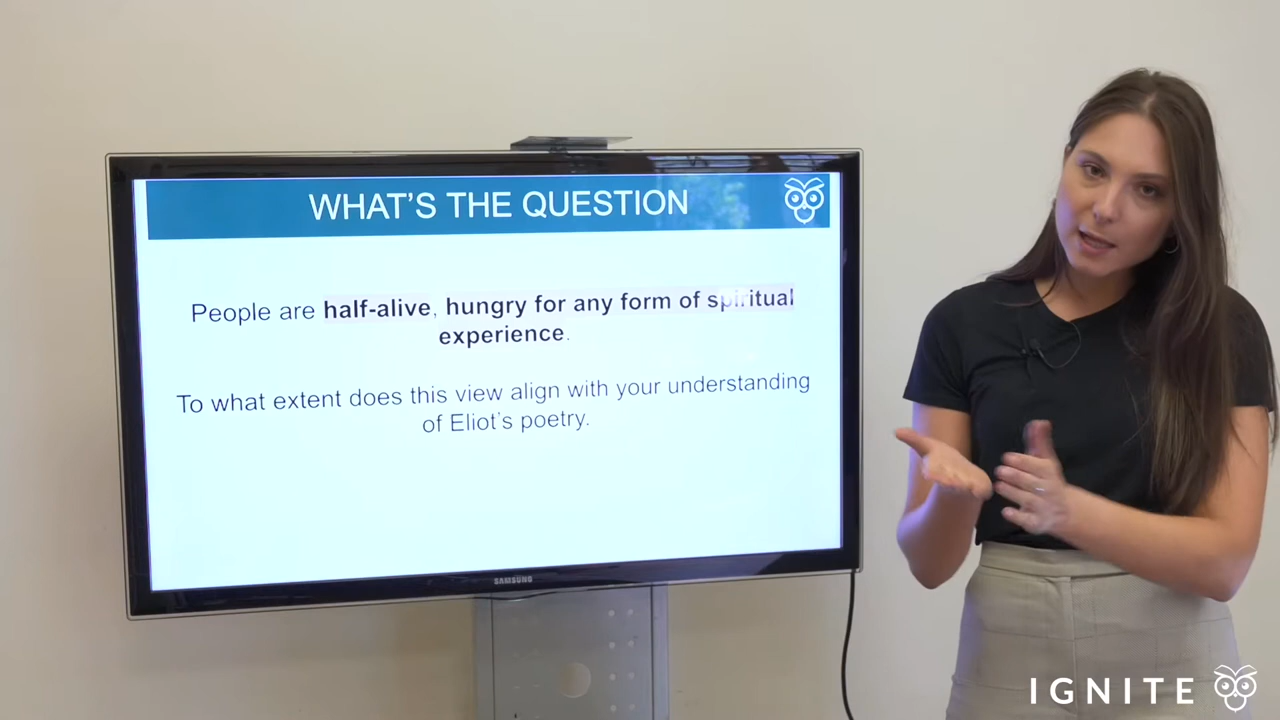 WHAT'S THE QUESTION
People are half-alive, hungry for any form of spiritual
experience.
To what extent does this view align with your understanding
of Eliot's poetry.
SAMSUNG
IGNITE